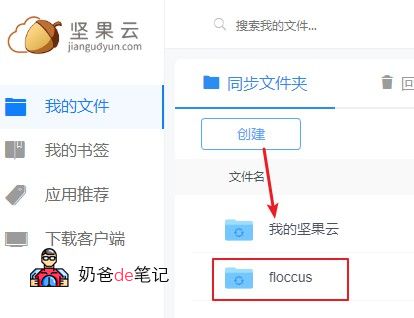 坚果云
jianguoyun.com
搜索我的文件...
我的文件
我的书签
应用推荐
下载客户端
奶爸de笔记
同步文件夹
回
创建
文件名
我的坚果云
floccus